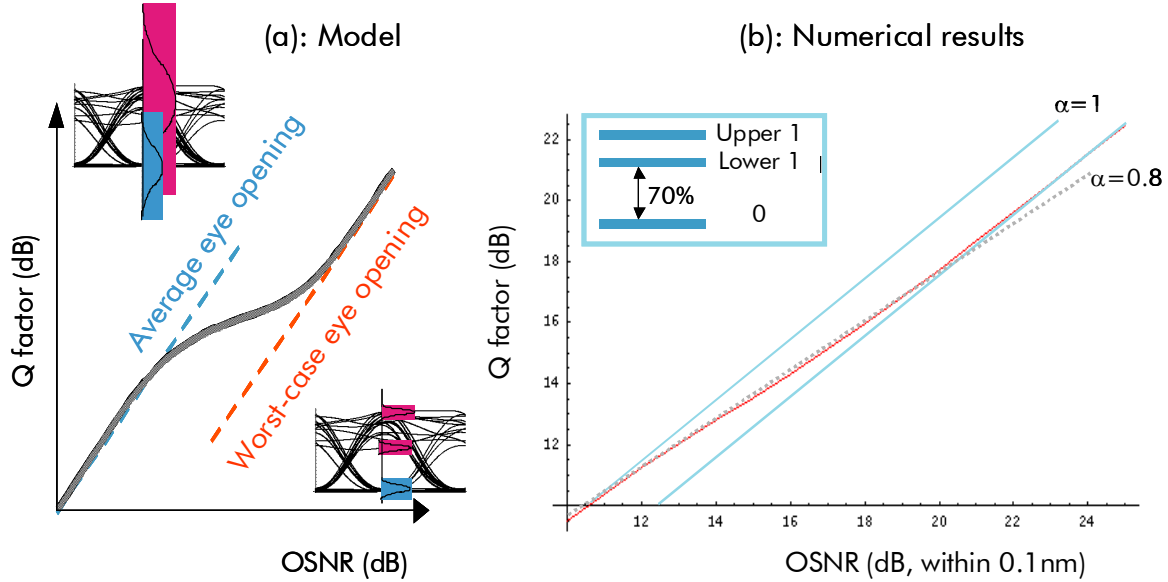 (a): Model
Q factor (dB)
Average eye opening
Worst-case eye opening
OSNR (dB)
(b): Numerical results
α=1
α=0.8
Upper 1
Lower 1
70%
0
Q factor (dB)
22
20
18
16
14
12
12
14
16
18
20
22
24
OSNR (dB, within 0.1nm)